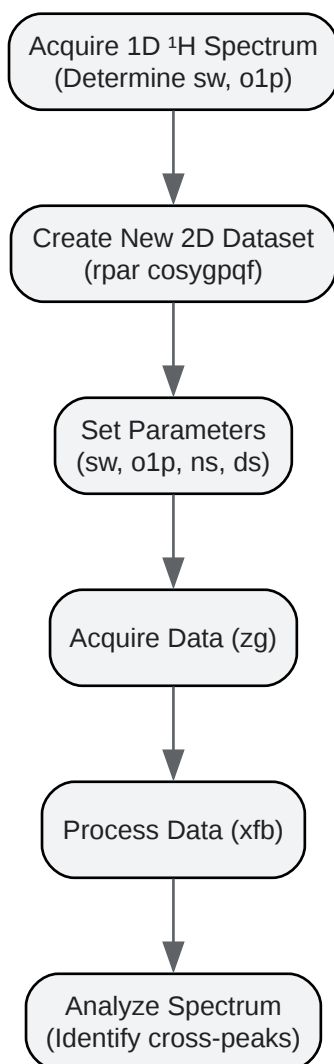 Acquire 1D ¹H Spectrum
(Determine sw, o1p)
Create New 2D Dataset
(rpar cosygpqf)
Set Parameters
(sw, o1p, ns, ds)
Acquire Data (zg)
Process Data (xfb)
Analyze Spectrum
(Identify cross-peaks)